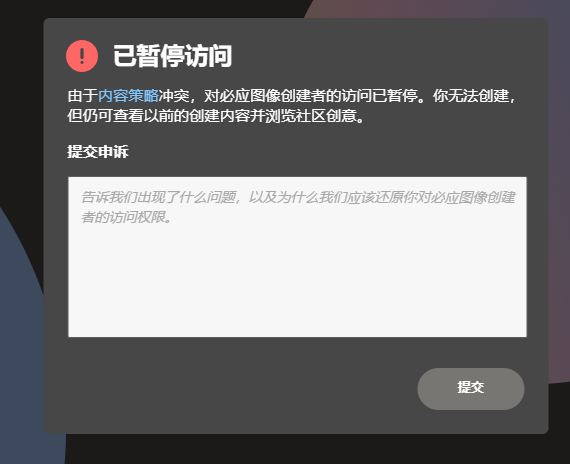 已暂停访问
由于内容策略冲突，对必应图像创建者的访问已暂停。你无法创建，
但仍可查看以前的创建内容并浏览社区创意。
提交申诉
告诉我们出现了什么问题，以及为什么我们应该还原你对必应图像创建
者的访问权限。
提交